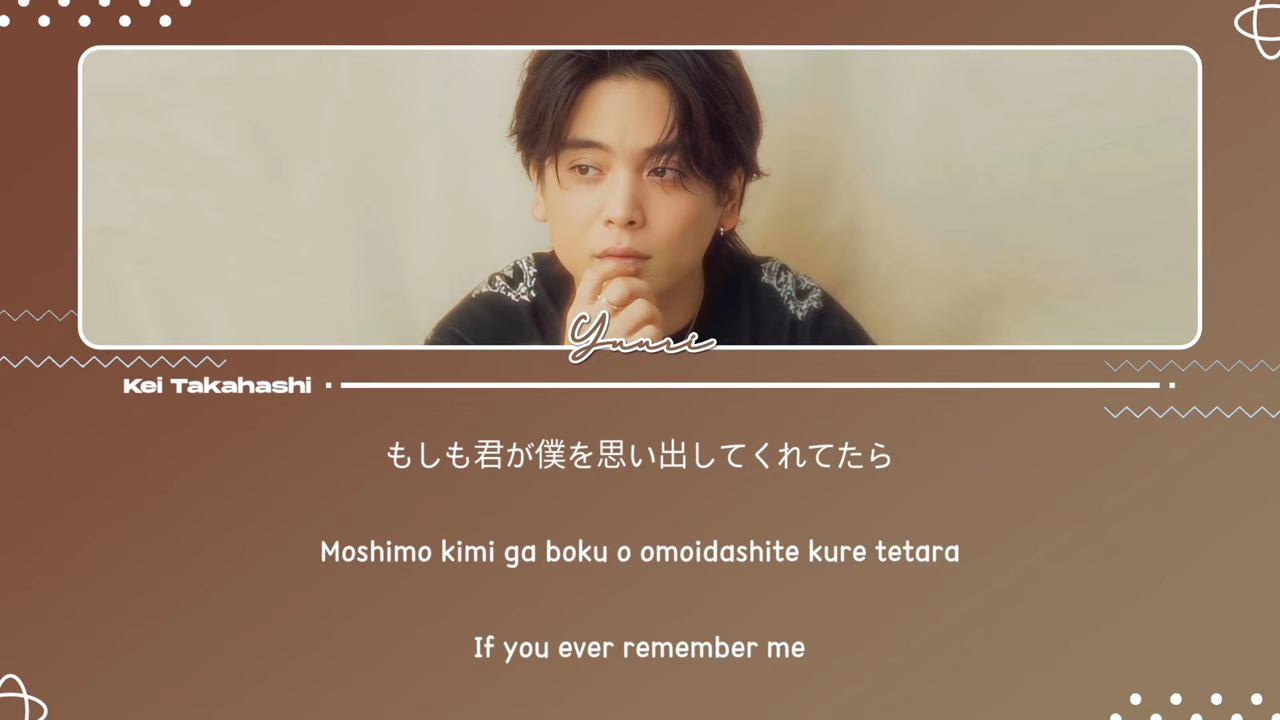 Yuuri
Kei Takahashi
もしも君が僕を思い出してくれてたら
Moshimo kimi ga boku o omoidashite kure tetara
If you ever remember me